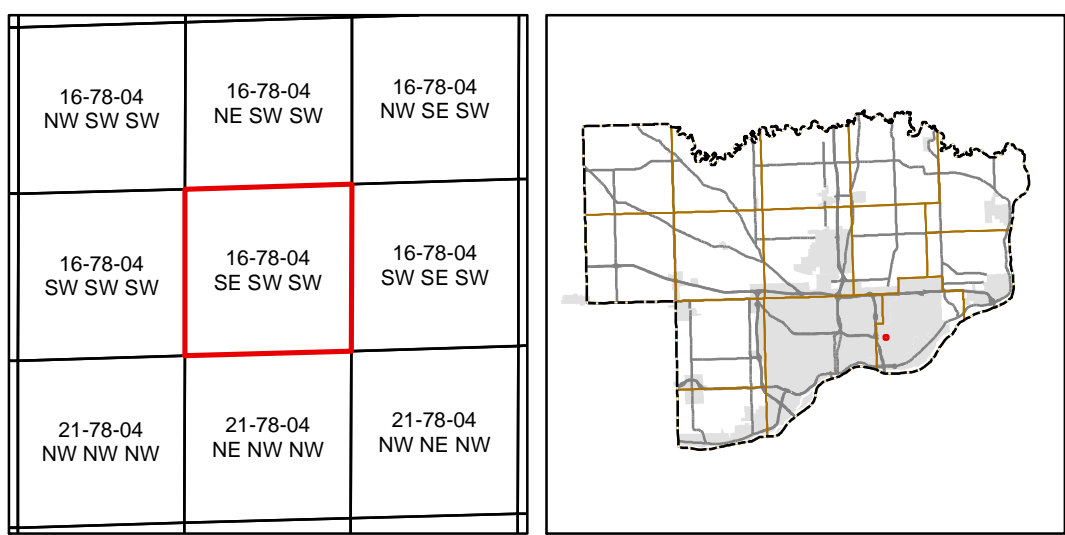 16-78-04
NW SW SW
16-78-04
NE SW SW
16-78-04
NW SE SW
16-78-04
SW SW SW
16-78-04
SE SW SW
16-78-04
SW SE SW
21-78-04
NW NW NW
21-78-04
NE NW NW
21-78-04
NW NE NW